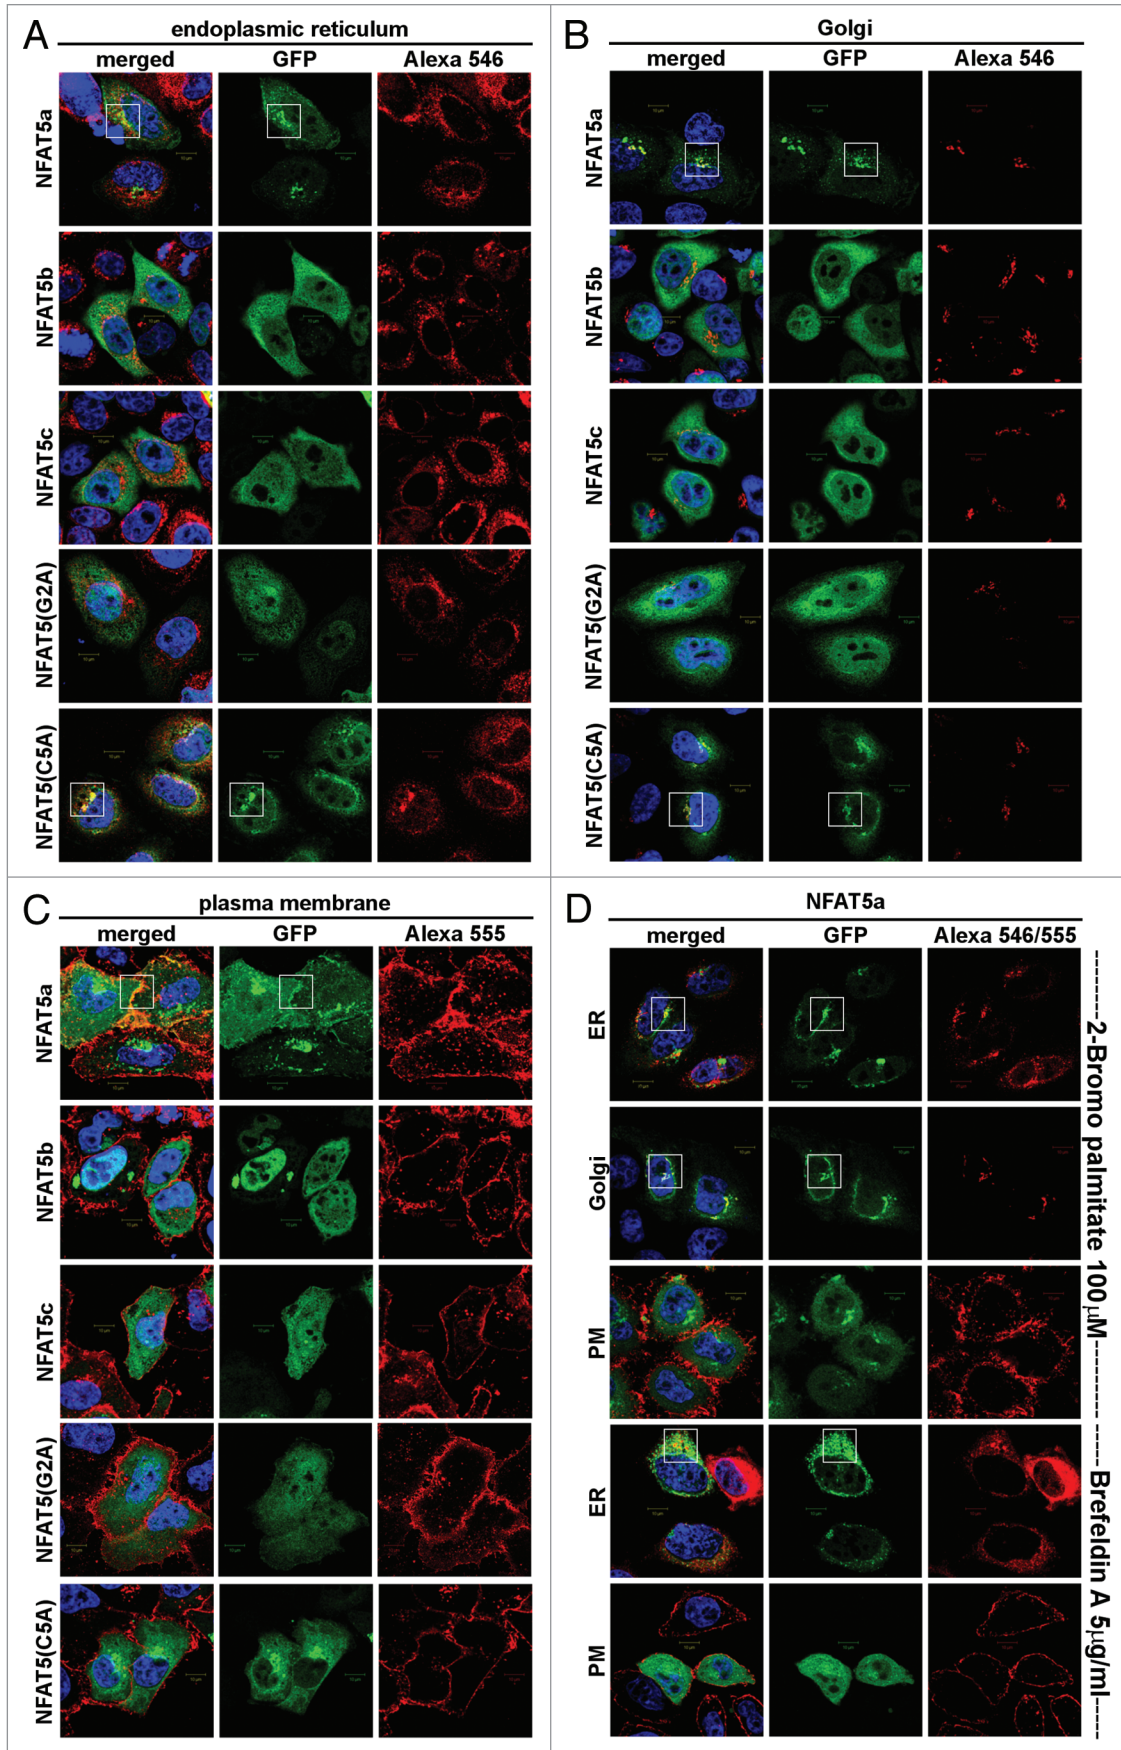 A
endoplasmic reticulum
merged GFP Alexa 546
NFAT5a
NFAT5b
NFAT5c
NFAT5(G2A)
NFAT5(C5A)
B
Golgi
merged GFP Alexa 546
NFAT5a
NFAT5b
NFAT5c
NFAT5(G2A)
NFAT5(C5A)
C
plasma membrane
merged GFP Alexa 555
NFAT5a
NFAT5b
NFAT5c
NFAT5(G2A)
NFAT5(C5A)
D
NFAT5a
merged GFP Alexa 546/555
ER
Golgi
PM
ER
PM
2-Bromo palmitate 100µM
Brefeldin A 5µg/ml